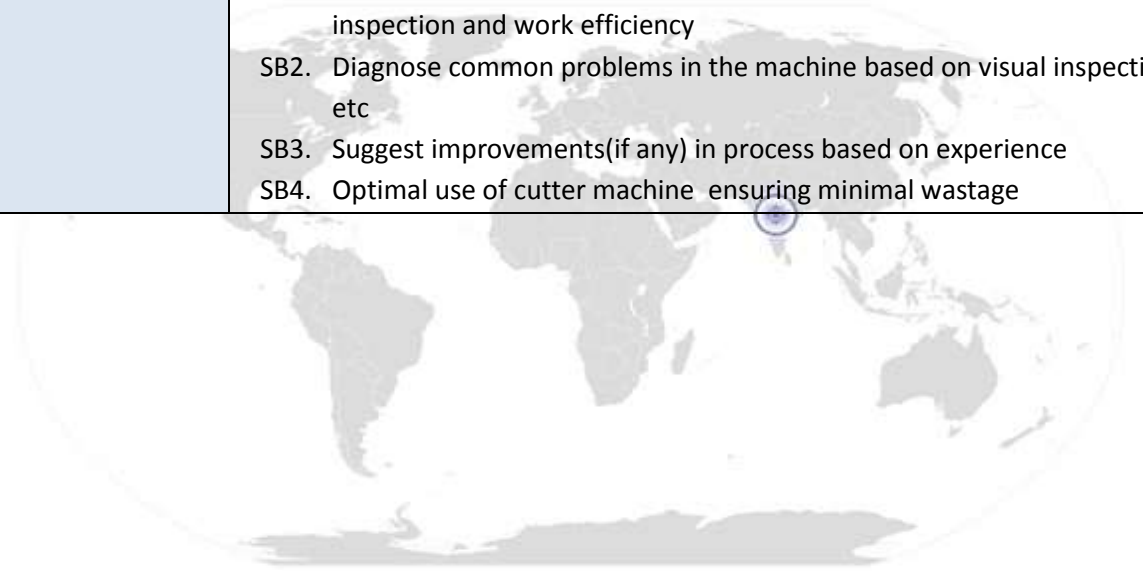 inspection and work efficiency
SB2. Diagnose common problems in the machine based on visual
etc
SB3. Suggest improvements(if any) in process based on experience
SB4. Optimal use of cutter machine ensuring minimal wastage